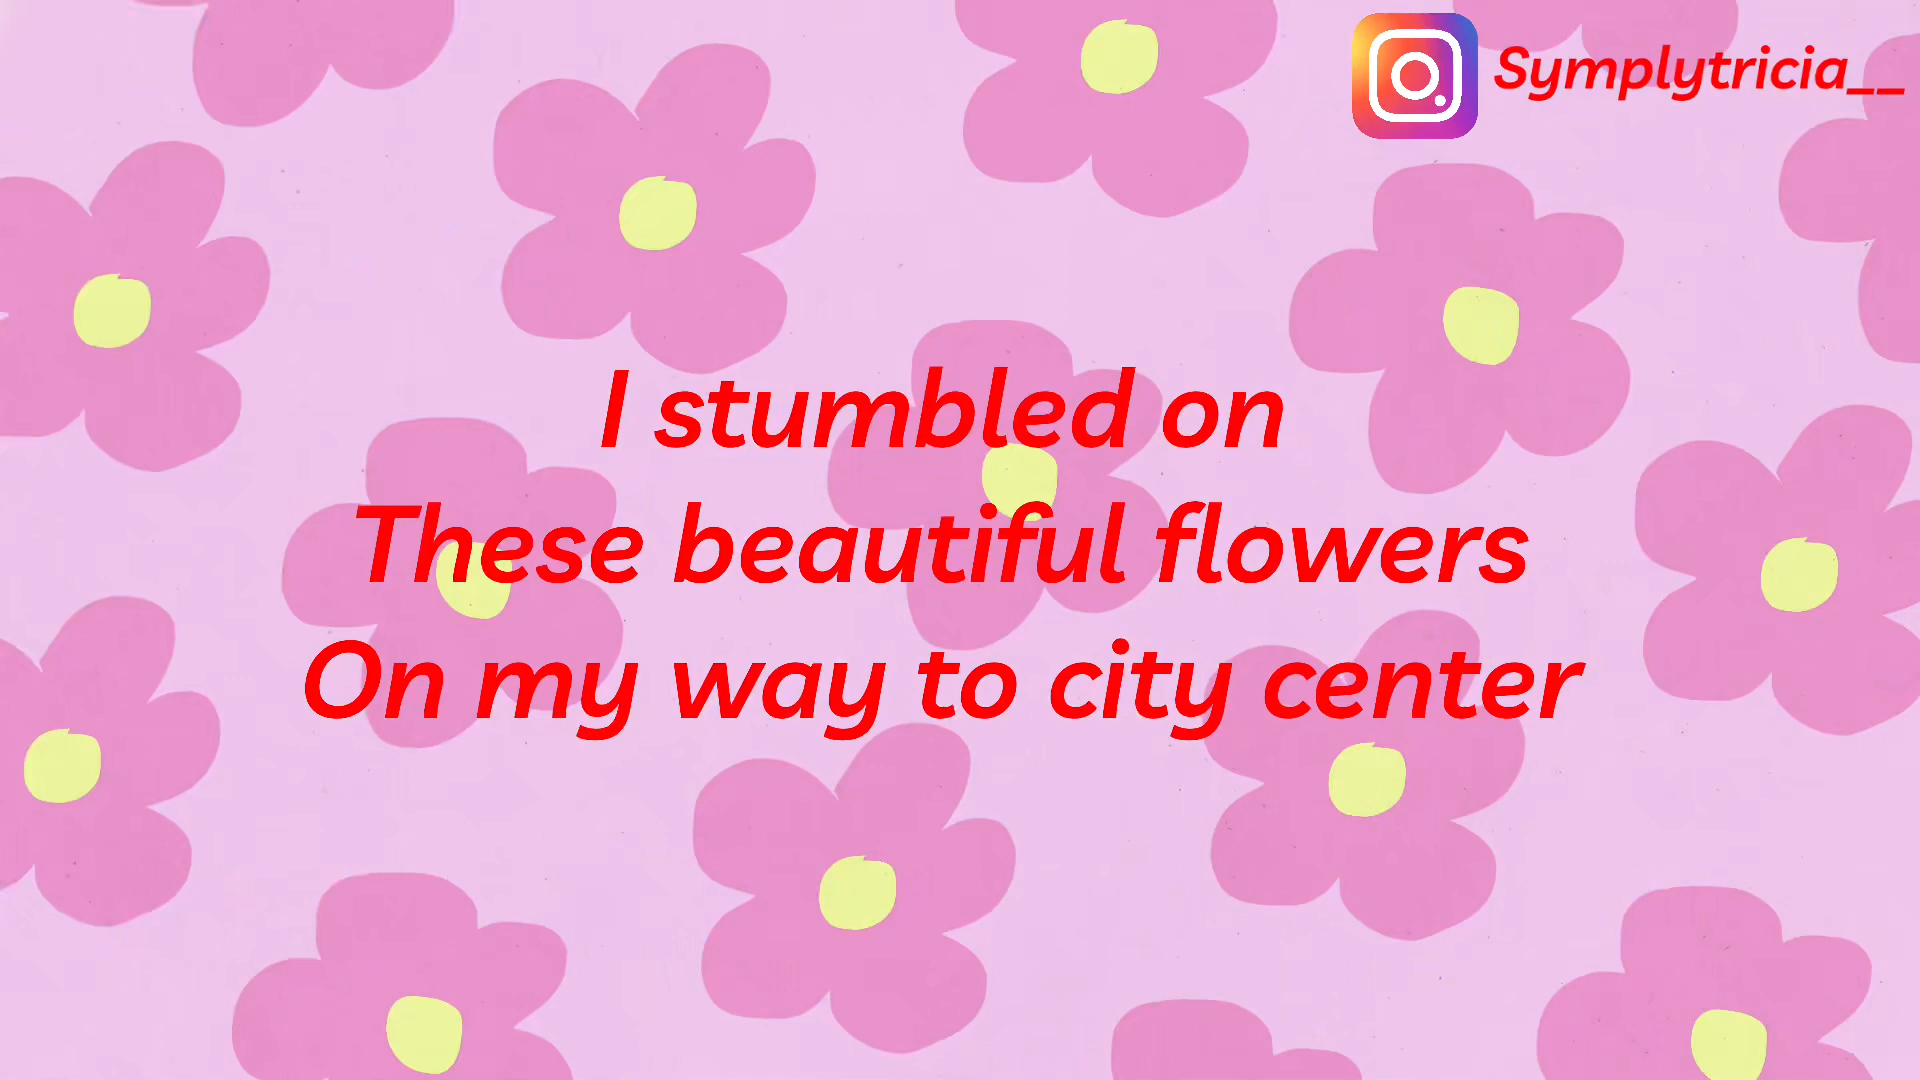 Symplytricia__
I stumbled on
These beautiful flowers
On my way to city center